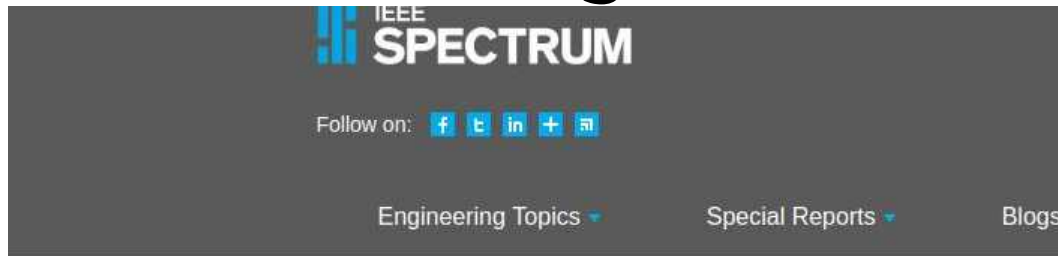 IEEE
SPECTRUM
Follow on:
Engineering Topics Special Reports Blogs